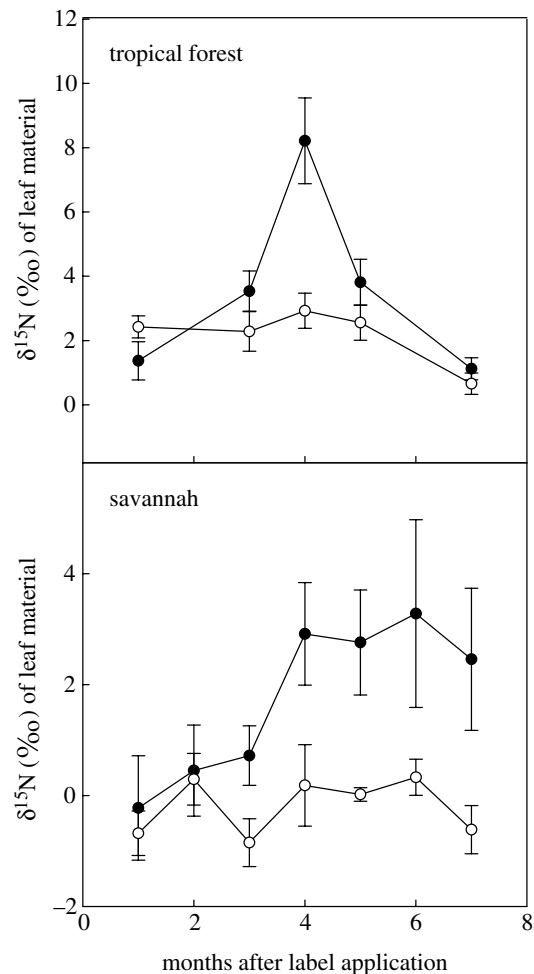 12
10
8
6
4
2
0
tropical forest
δ¹⁵N (‰) of leaf material
savannah
4
2
0
−2
δ¹⁵N (‰) of leaf material
0 2 4 6 8
months after label application